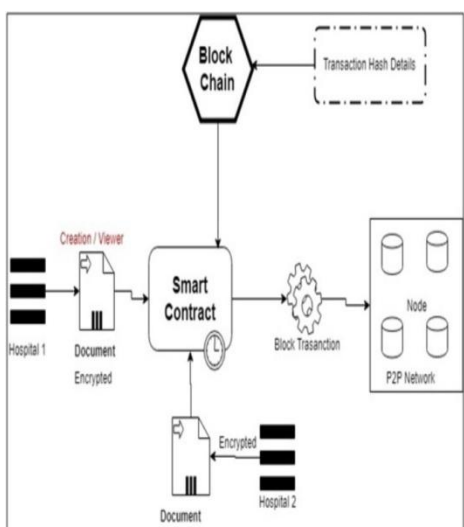 Block
Chain
Transaction Hash Details
Creation / Viewer
Smart
Contract
Hospital 1
Document
Encrypted
Block Trasanction
Node
P2P Network
Encrypted
Document
Hospital 2